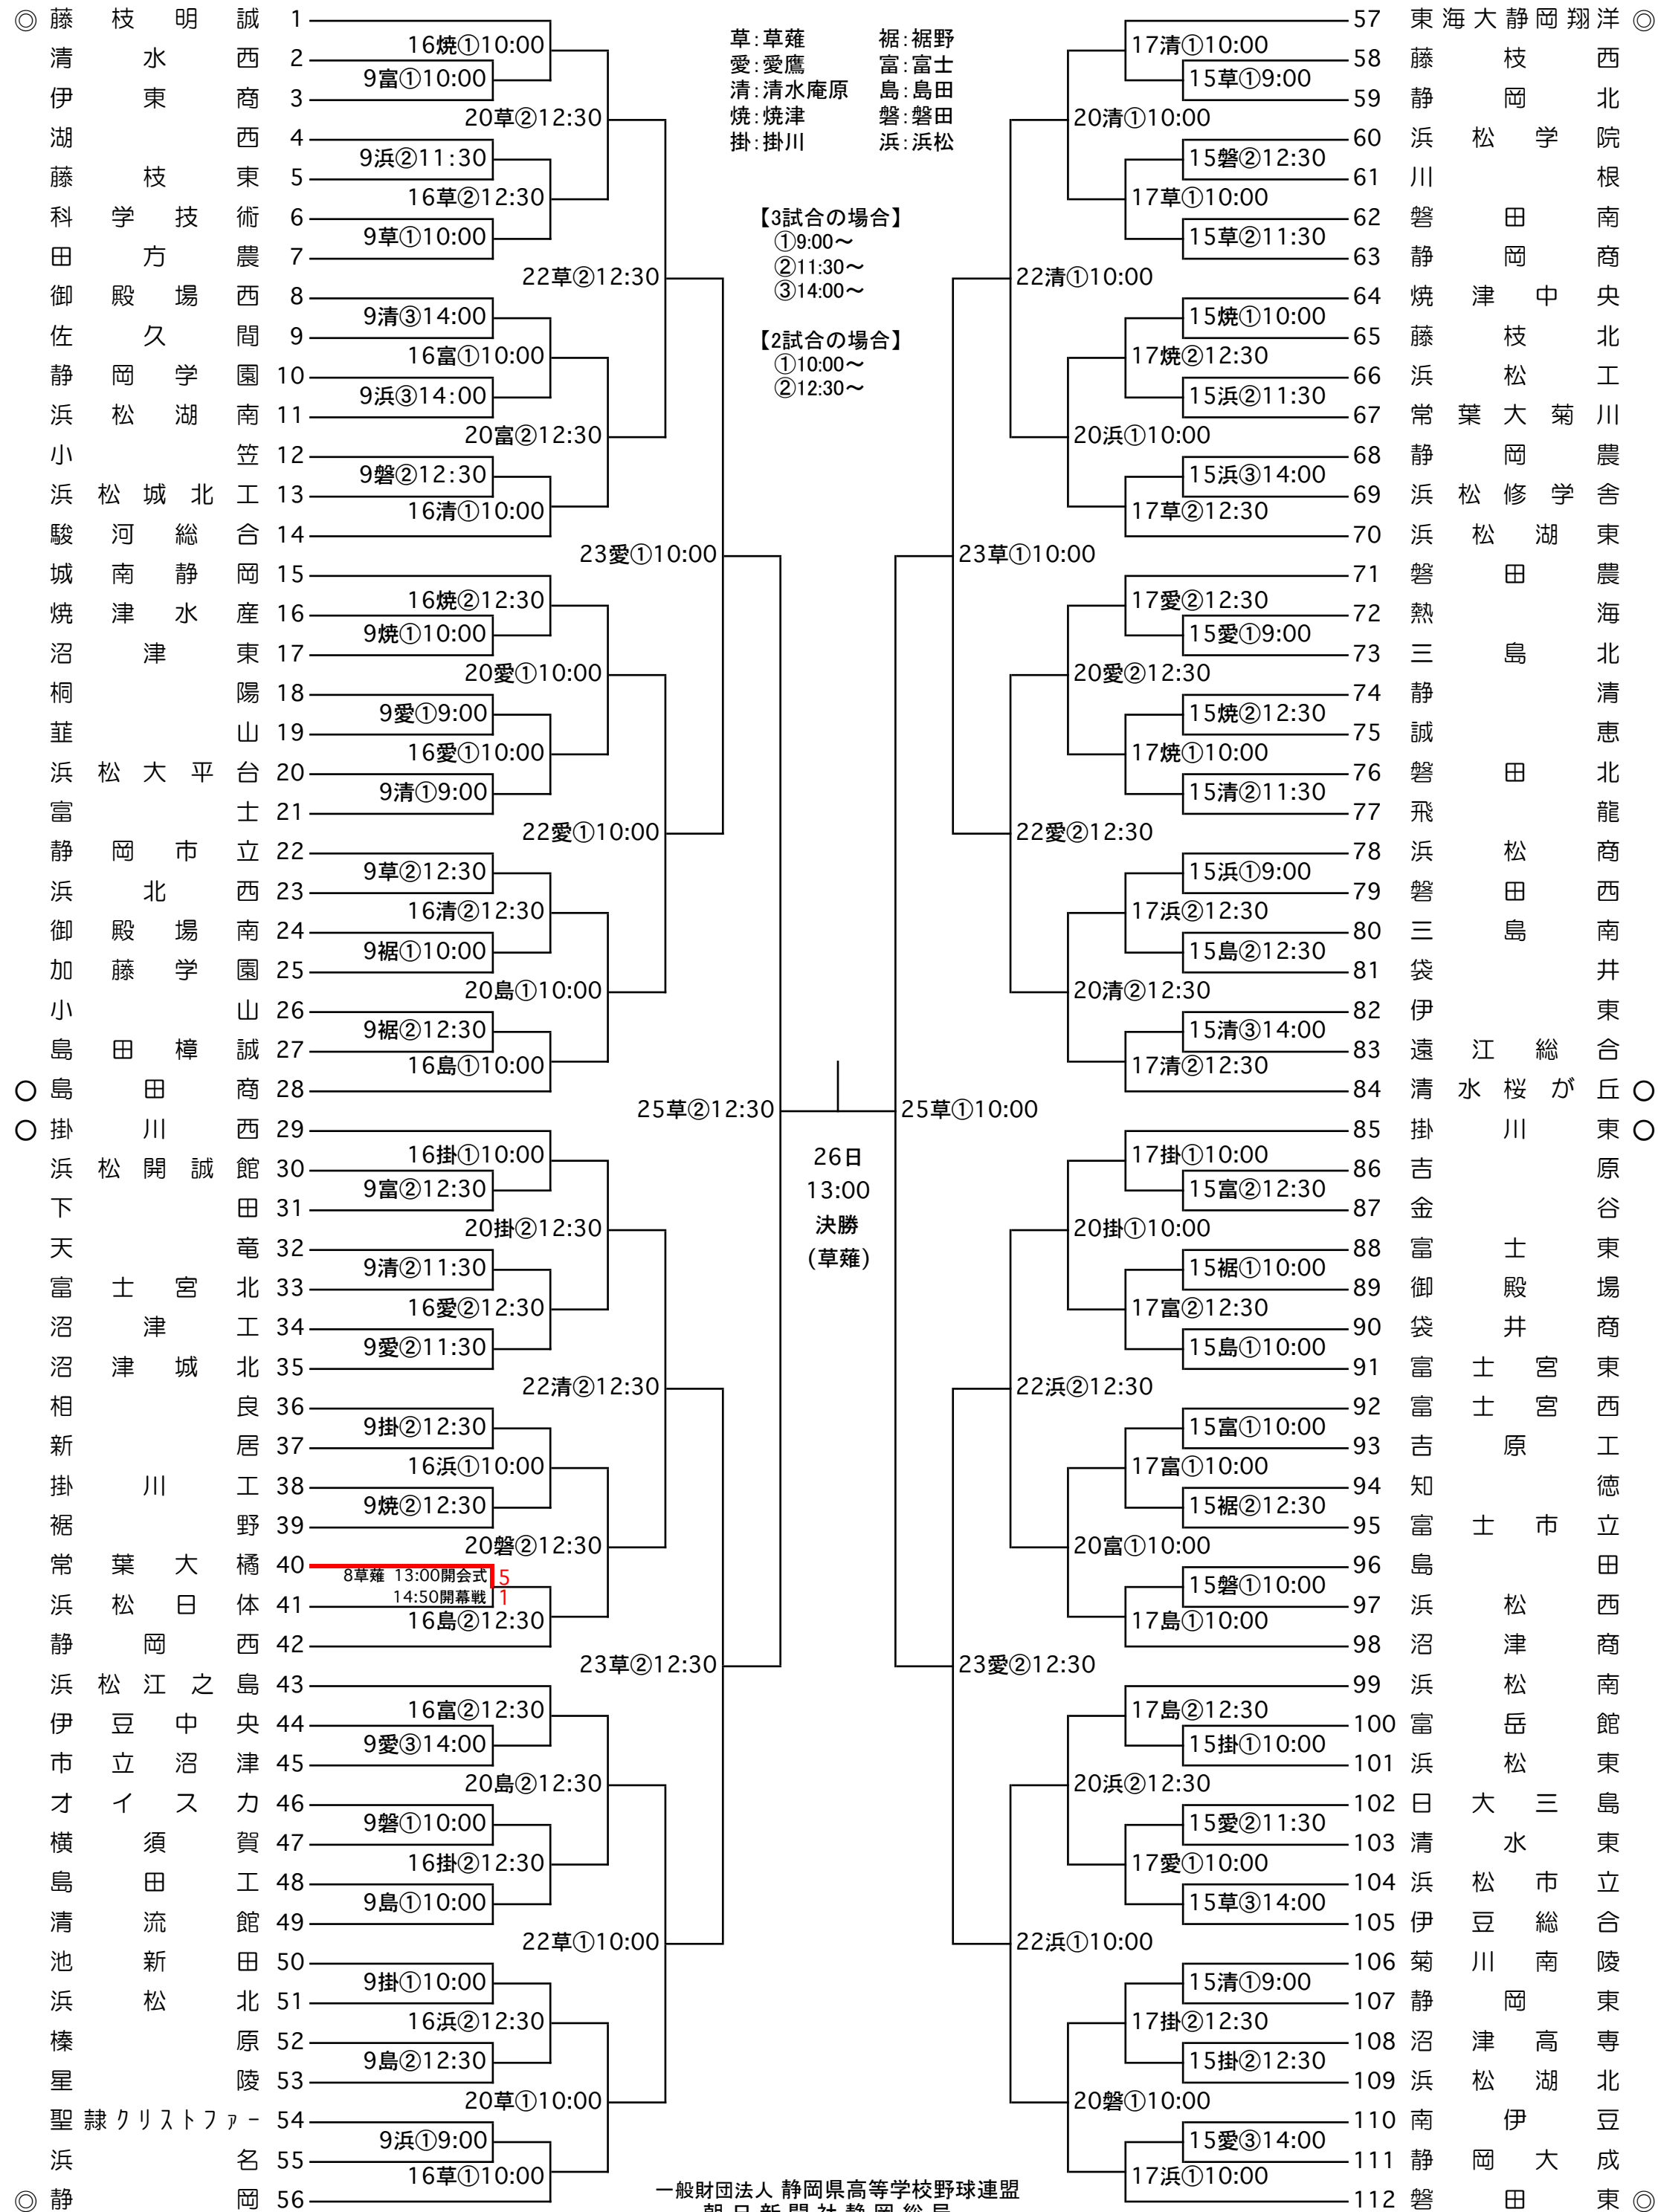 ◎ 藤枝明誠 1
清水西 2
伊東商 3
湖西 4
藤枝東 5
科学技術 6
田方農 7
御殿場西 8
佐久間 9
静岡学園 10
浜松湖南 11
小笠 12
浜松城北工 13
駿河総合 14
城南静岡 15
焼津水産 16
沼津東 17
桐陽 18
韮山 19
浜松大平台 20
富士 21
静岡市立 22
浜北西 23
御殿場南 24
加藤学園 25
小山 26
島田樟誠 27
○ 島田商 28
○ 掛川西 29
浜松開誠館 30
下田 31
天竜 32
富士宮北 33
沼津工 34
沼津城北 35
相良 36
新居 37
掛川工 38
裾野 39
常葉大橘 40
浜松日体 41
静岡西 42
浜松江之島 43
伊豆中央 44
市立沼津 45
オイスカ 46
横須賀 47
島田工 48
清流館 49
池新田 50
浜松北 51
榛原 52
星陵 53
聖隷クリストファー 54
浜名 55
◎ 静岡 56
16焼①10:00
9富①10:00
20草②12:30
9浜②11:30
16草②12:30
9草①10:00
22草②12:30
9清③14:00
16富①10:00
9浜③14:00
20富②12:30
9磐②12:30
16清①10:00
23愛①10:00
16焼②12:30
9焼①10:00
20愛①10:00
9愛①9:00
16愛①10:00
9清①9:00
22愛①10:00
9草②12:30
16清②12:30
9裾①10:00
20島①10:00
9裾②12:30
16島①10:00
25草②12:30
16掛①10:00
9富②12:30
20掛②12:30
9清②11:30
16愛②12:30
9愛②11:30
22清②12:30
9掛②12:30
16浜①10:00
9焼②12:30
20磐②12:30
8草薙 13:00開会式 5
14:50開幕戦 1
16島②12:30
23草②12:30
16富②12:30
9愛③14:00
20島②12:30
9磐①10:00
16掛②12:30
9島①10:00
22草①10:00
9掛①10:00
16浜②12:30
9島②12:30
20草①10:00
9浜①9:00
16草①10:00
草:草薙 裾:裾野
愛:愛鷹 富:富士
清:清水庵原 島:島田
焼:焼津 磐:磐田
掛:掛川 浜:浜松
【3試合の場合】
①9:00～
②11:30～
③14:00～
【2試合の場合】
①10:00～
②12:30～
26日
13:00
決勝
(草薙)
17清①10:00
15草①9:00
20清①10:00
15磐②12:30
17草①10:00
15草②11:30
22清①10:00
15焼①10:00
17焼②12:30
15浜②11:30
20浜①10:00
15浜③14:00
17草②12:30
23草①10:00
17愛②12:30
15愛①9:00
20愛②12:30
15焼②12:30
17焼①10:00
15清②11:30
22愛②12:30
15浜①9:00
17浜②12:30
15島②12:30
20清②12:30
15清③14:00
17清②12:30
25草①10:00
17掛①10:00
15富②12:30
20掛①10:00
15裾①10:00
17富②12:30
15島①10:00
22浜②12:30
15富①10:00
17富①10:00
15裾②12:30
20富①10:00
15磐①10:00
17島①10:00
23愛②12:30
17島②12:30
15掛①10:00
20浜②12:30
15愛②11:30
17愛①10:00
15草③14:00
22浜①10:00
15清①9:00
17掛②12:30
15掛②12:30
20磐①10:00
15愛③14:00
17浜①10:00
57 東海大静岡翔洋 ◎
58 藤枝西
59 静岡北
60 浜松学院
61 川根
62 磐田南
63 静岡商
64 焼津中央
65 藤枝北
66 浜松工
67 常葉大菊川
68 静岡農
69 浜松修学舎
70 浜松湖東
71 磐田農
72 熱海
73 三島北
74 静清
75 誠恵
76 磐田北
77 飛龍
78 浜松商
79 磐田西
80 三島南
81 袋井
82 伊東
83 遠江総合
84 清水桜が丘 ○
85 掛川東 ○
86 吉原
87 金谷
88 富士東
89 御殿場
90 袋井商
91 富士宮東
92 富士宮西
93 吉原工
94 知徳
95 富士市立
96 島田
97 浜松西
98 沼津商
99 浜松南
100 富岳館
101 浜松東
102 日大三島
103 清水東
104 浜松市立
105 伊豆総合
106 菊川南陵
107 静岡東
108 沼津高専
109 浜松湖北
110 南伊豆
111 静岡大成
112 磐田東 ◎
一般財団法人 静岡県高等学校野球連盟
朝日新聞社静岡総局